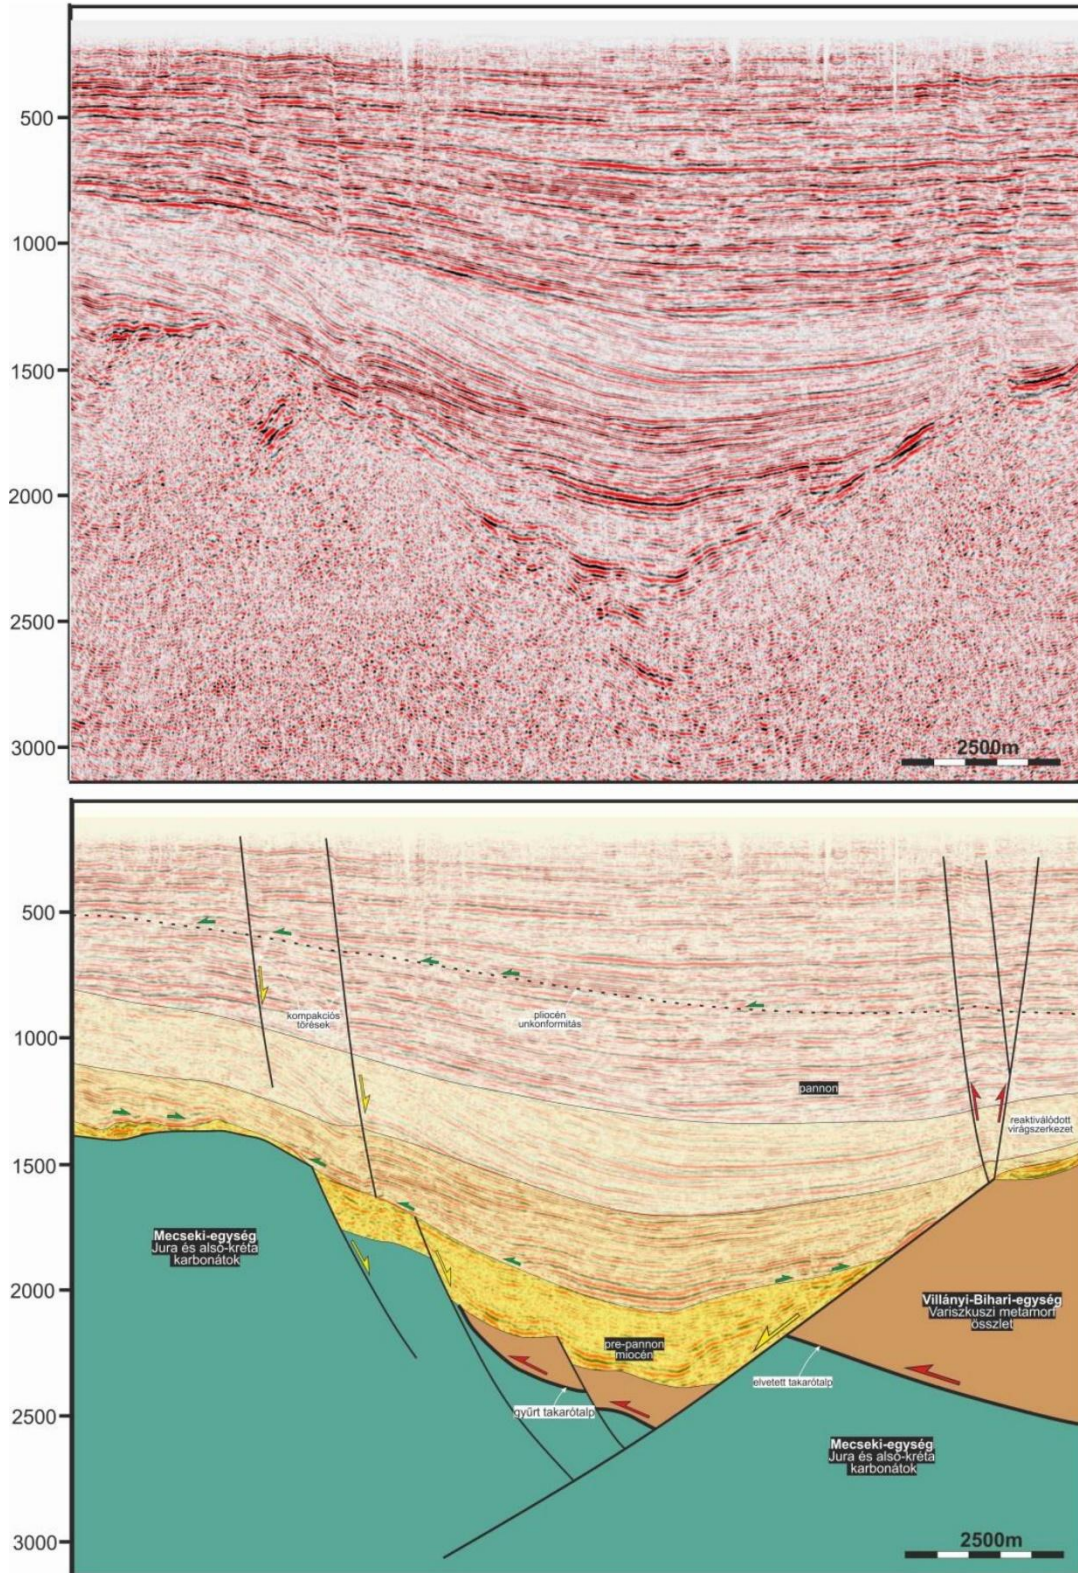 500
1000
1500
2000
2500
3000
2500m
500
1000
1500
2000
2500
3000
kompakciós
törések
pliocén
unkonformitás
pannon
reaktiválódott
virágszerkezet
Mecseki-egység
Jura és alsó-kréta
karbonátok
Villányi-Bihari-egység
Variszkuszi metamorf
összlet
pre-pannon
miocén
elvetett takarótalp
gyűrt takarótalp
Mecseki-egység
Jura és alsó-kréta
karbonátok
2500m